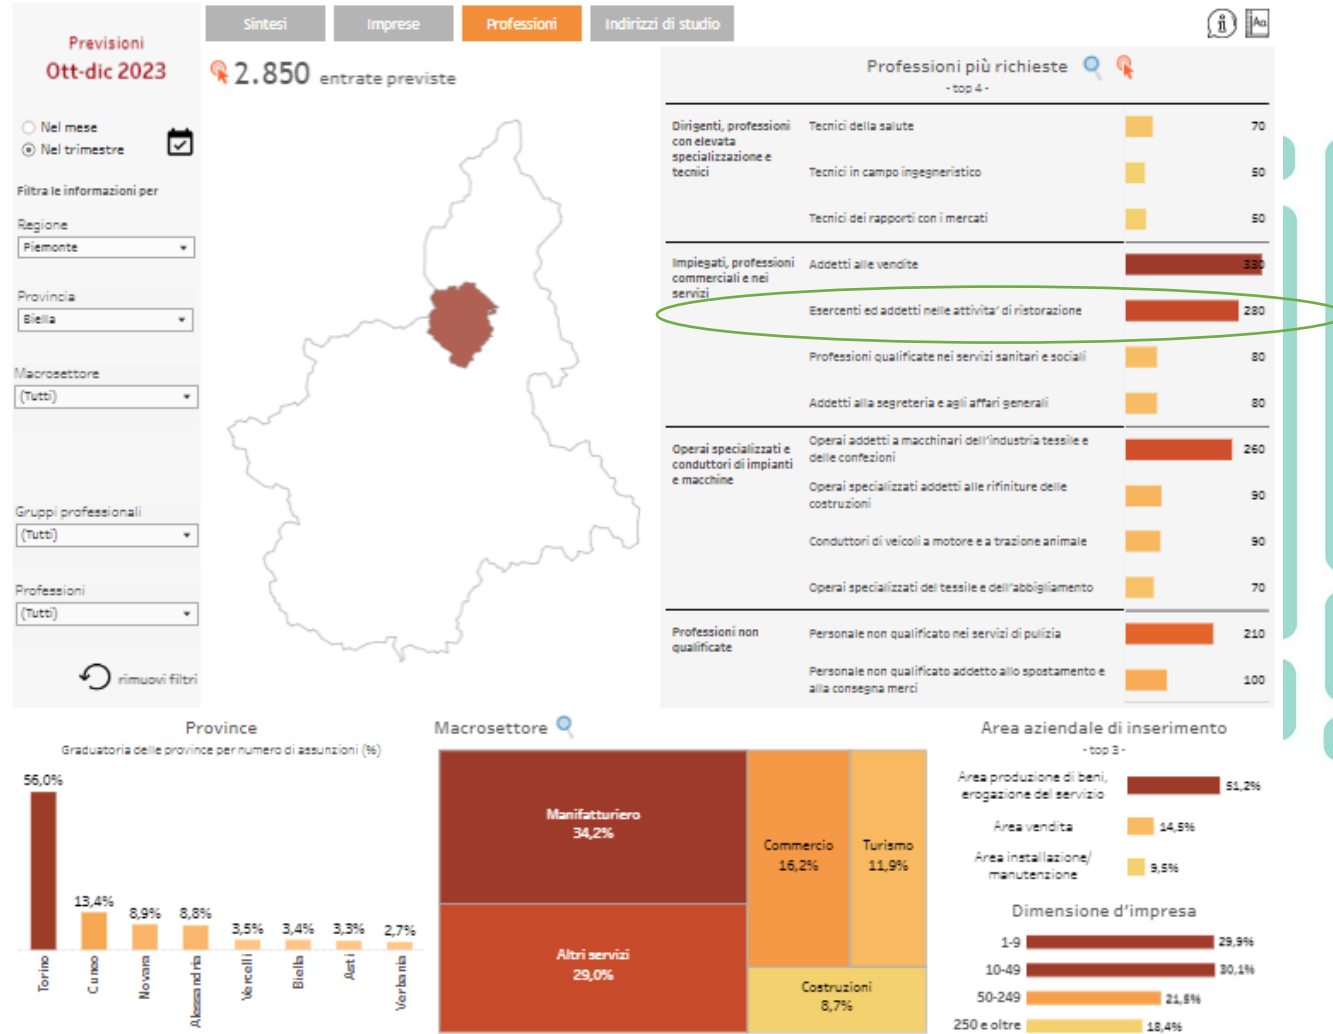 Previsioni
Ott-dic 2023
Nel mese
Nel trimestre
Filtra le informazioni per
Regione
Piemonte
Provincia
Biella
Macrosettore
(Tutti)
Gruppi professionali
(Tutti)
Professioni
(Tutti)
rimuovi filtri
Sintesi
Imprese
Professioni
Indirizzi di studio
2.850 entrate previste
Professioni più richieste
- top 4 -
Dirigenti, professioni
con elevata
specializzazione e
tecnici
Tecnici della salute 70
Tecnici in campo ingegneristico 50
Tecnici dei rapporti con i mercati 50
Impiegati, professioni
commerciali e nei
servizi
Addetti alle vendite 330
Esercenti ed addetti nelle attivita' di ristorazione 280
Professioni qualificate nei servizi sanitari e sociali 80
Addetti alla segreteria e agli affari generali 80
Operai specializzati e
conduttori di impianti
e macchine
Operai addetti a macchinari dell'industria tessile e
delle confezioni 260
Operai specializzati addetti alle rifiniture delle
costruzioni 90
Conduttori di veicoli a motore e a trazione animale 90
Operai specializzati del tessile e dell'abbigliamento 70
Professioni non
qualificate
Personale non qualificato nei servizi di pulizia 210
Personale non qualificato addetto allo spostamento e
alla consegna merci 100
Province
Graduatoria delle province per numero di assunzioni (%)
56,0%
13,4%
8,9%
8,8%
3,5%
3,4%
3,3%
2,7%
Torino
Cuneo
Novara
Alessandria
Vercelli
Biella
Asti
Verbania
Macrosettore
Manifatturiero
34,2%
Altri servizi
29,0%
Commercio
16,2%
Turismo
11,9%
Costruzioni
8,7%
Area aziendale di inserimento
- top 3 -
Area produzione di beni,
erogazione del servizio
51,2%
Area vendita 14,5%
Area installazione/
manutenzione
9,5%
Dimensione d'impresa
1-9 29,9%
10-49 30,1%
50-249 21,5%
250 e oltre 18,4%
Aa